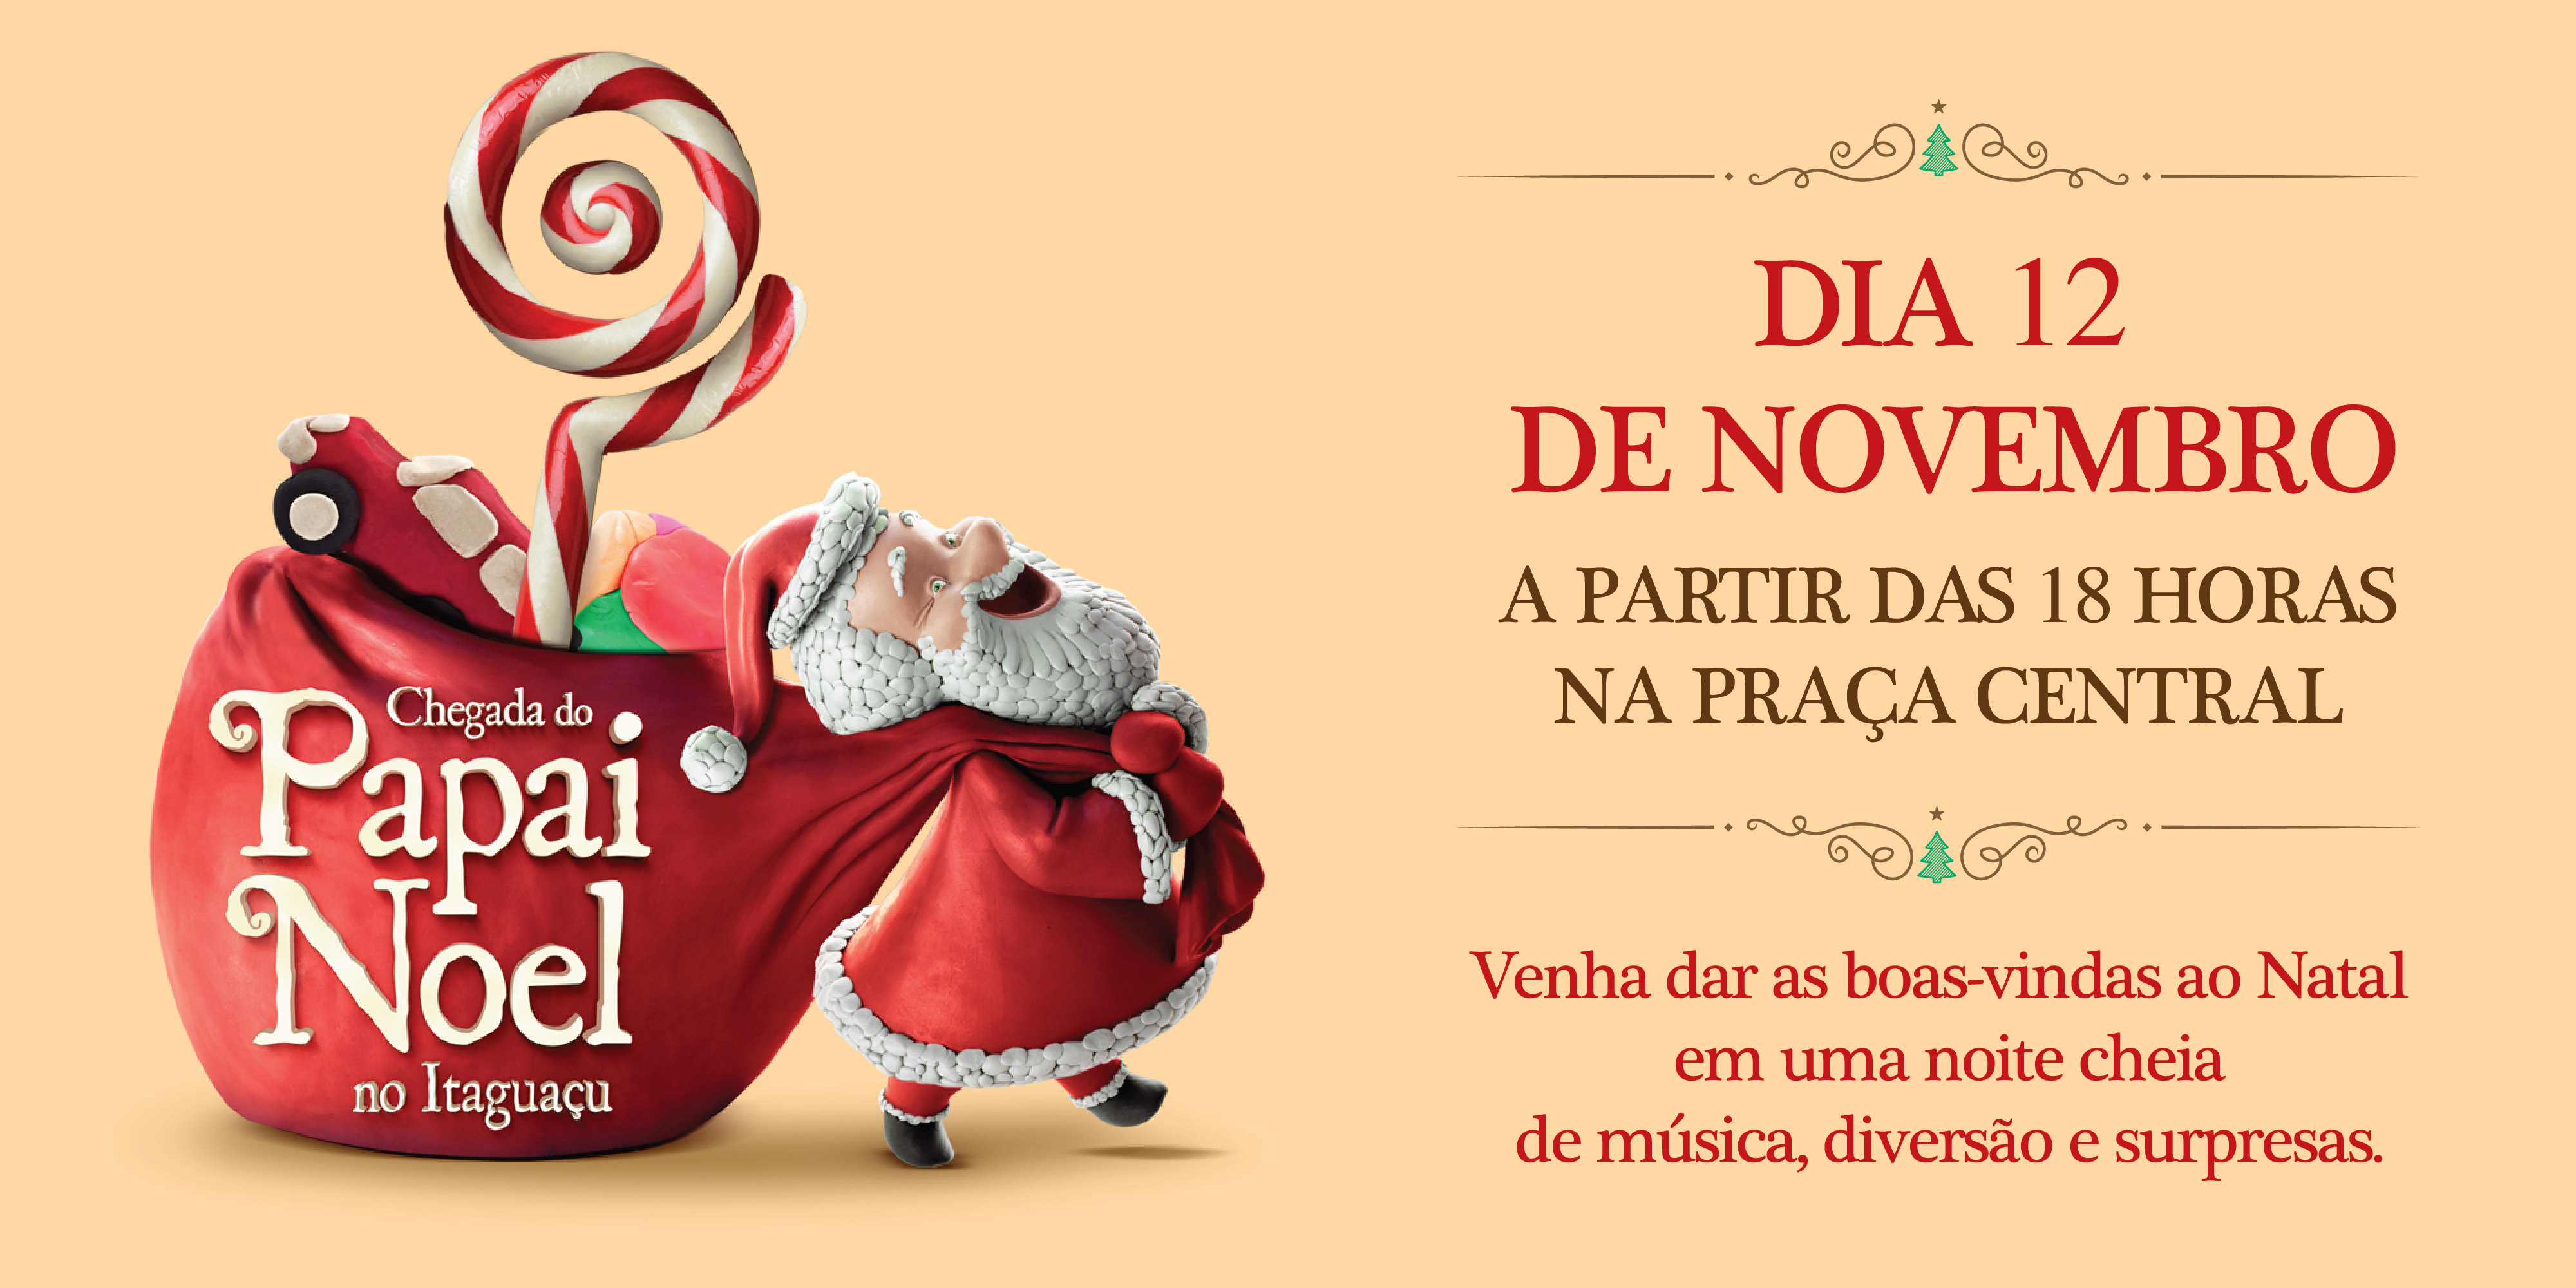 Chegada do
Papai
Noel
no Itaguaçu
DIA 12
DE NOVEMBRO
A PARTIR DAS 18 HORAS
NA PRAÇA CENTRAL
Venha dar as boas-vindas ao Natal
em uma noite cheia
de música, diversão e surpresas.